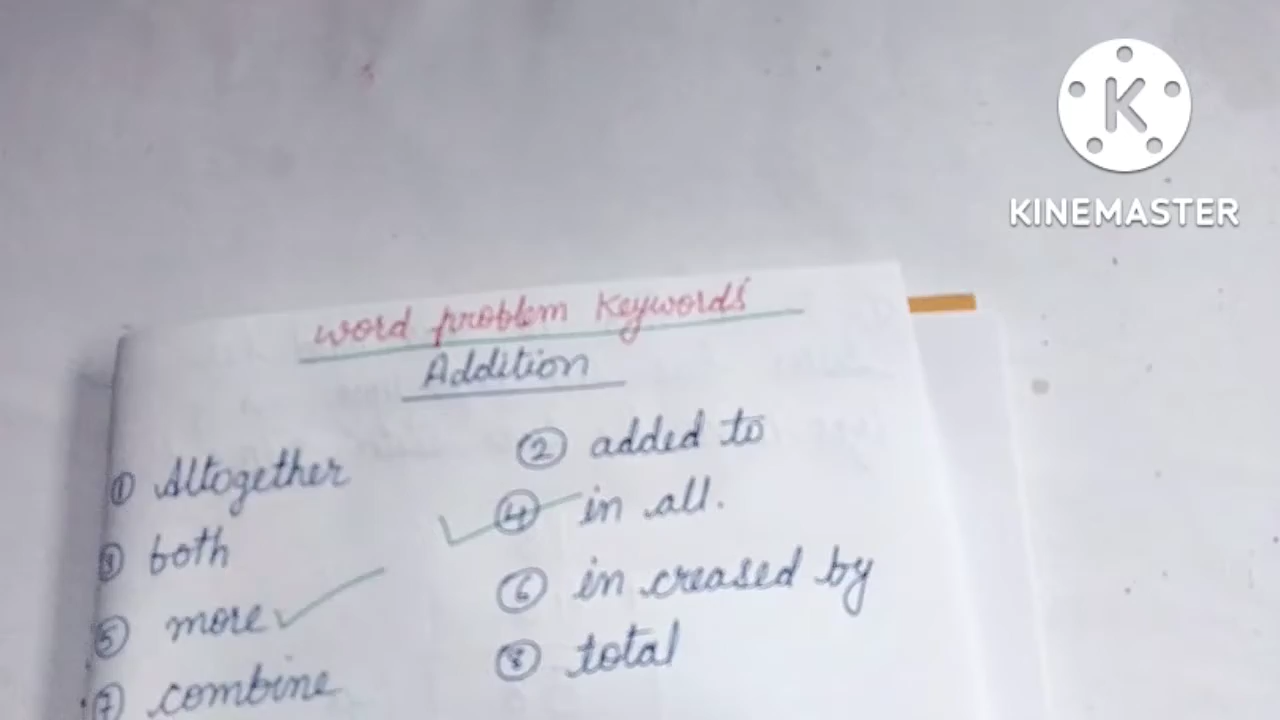 K
KINEMASTER
word problem Keywords
Addition
① Altogether
② added to
③ both
④ in all.
⑤ more
⑥ in creased by
⑦ combine
⑧ total